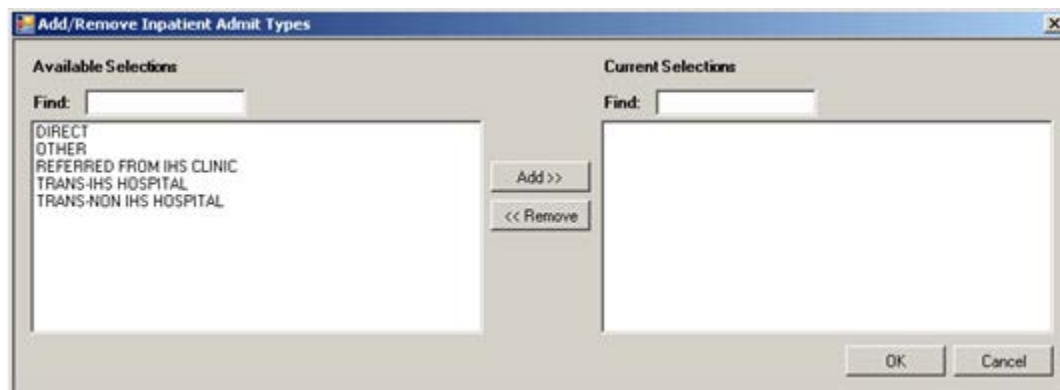 Add/Remove Inpatient Admit Types
Available Selections
Find:
DIRECT
OTHER
REFERRED FROM IHS CLINIC
TRANS-IHS HOSPITAL
TRANS-NON IHS HOSPITAL
Add >>
<< Remove
Current Selections
Find:
OK
Cancel